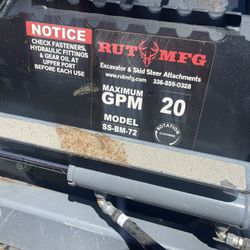 NOTICE
CHECK FASTENERS,
HYDRAULIC FITTINGS
& GEAR OIL AT
UPPER PORT
BEFORE EACH USE
RUT MFG
Excavator & Skid Steer Attachments
www.rutmfg.com 336-859-0328
MAXIMUM
GPM 20
MODEL
SS-BM-72
ROTATION